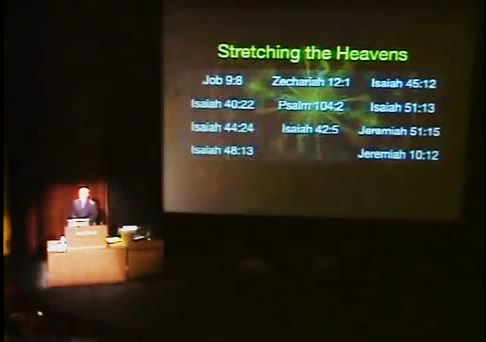 Stretching the Heavens
Job 9:8 Zechariah 12:1 Isaiah 45:12
Isaiah 40:22 Psalm 104:2 Isaiah 51:13
Isaiah 44:24 Isaiah 42:5 Jeremiah 51:15
Isaiah 48:13 Jeremiah 10:12